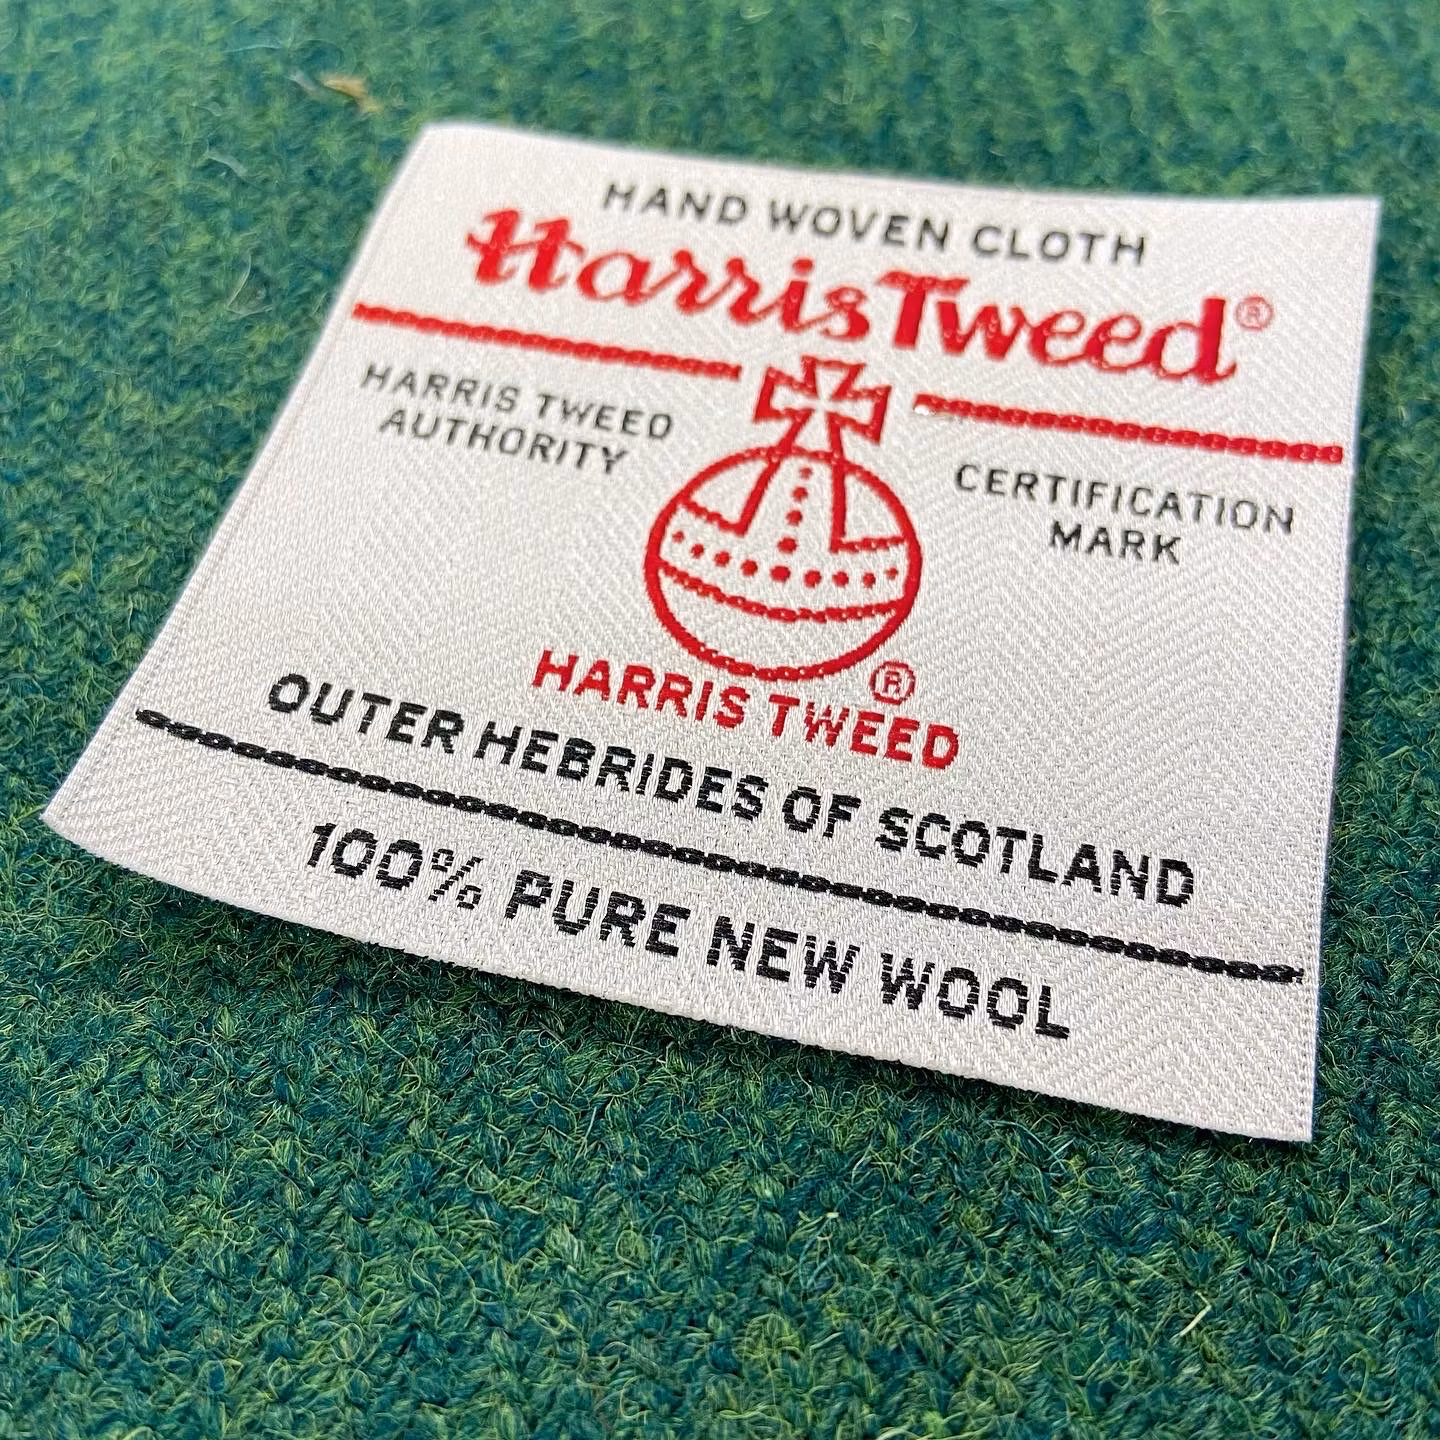 HAND WOVEN CLOTH
Harris Tweed®
HARRIS TWEED
AUTHORITY
CERTIFICATION
MARK
HARRIS TWEED®
OUTER HEBRIDES OF SCOTLAND
100% PURE NEW WOOL